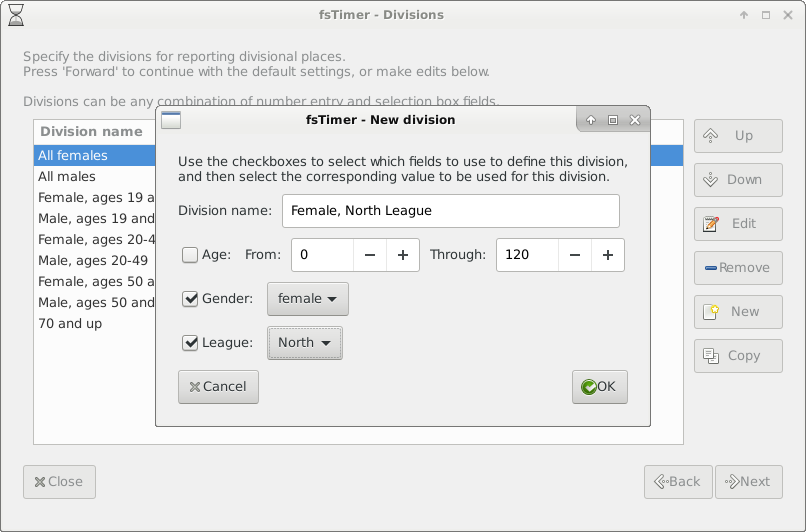 fsTimer - Divisions
Specify the divisions for reporting divisional places.
Press 'Forward' to continue with the default settings, or make edits below.
Divisions can be any combination of number entry and selection box fields.
Division name
All females
All males
Female, ages 19 a
Male, ages 19 and
Female, ages 20-4
Male, ages 20-49
Female, ages 50 a
Male, ages 50 and
70 and up
fsTimer - New division
Use the checkboxes to select which fields to use to define this division,
and then select the corresponding value to be used for this division.
Division name: Female, North League
Age: From: 0 Through: 120
Gender: female
League: North
Cancel OK
Up
Down
Edit
Remove
New
Copy
Close Back Next